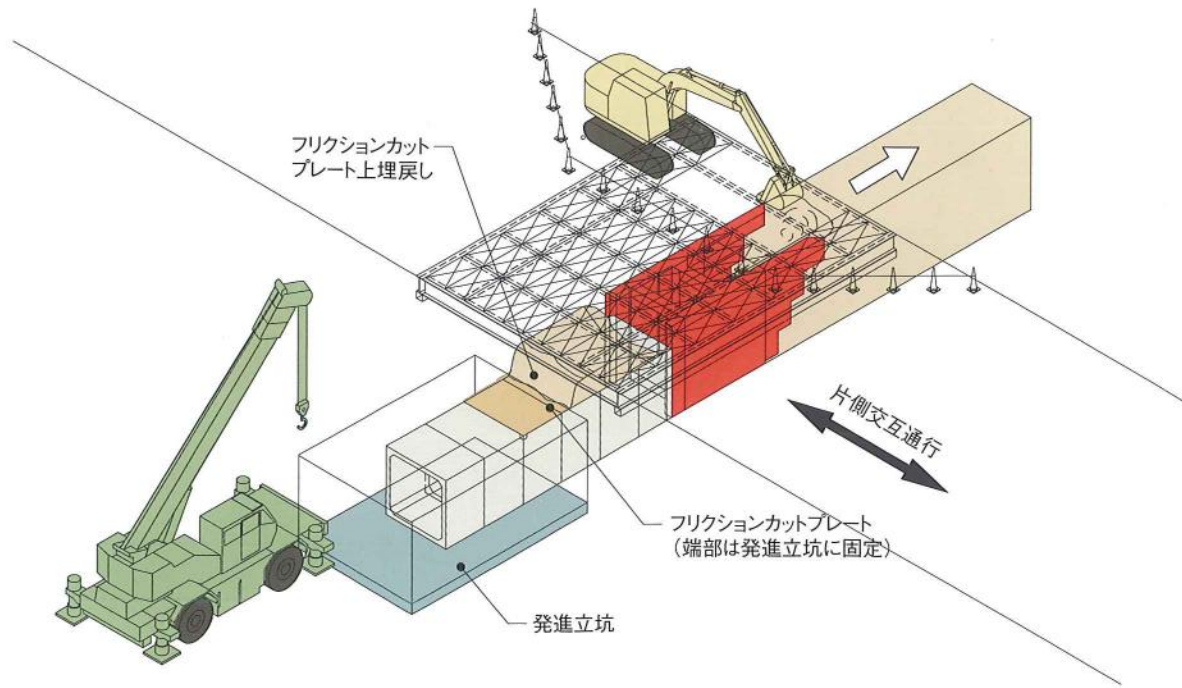 フリクションカット
プレート上埋戻し
片側交互通行
フリクションカットプレート
（端部は発進立坑に固定）
発進立坑